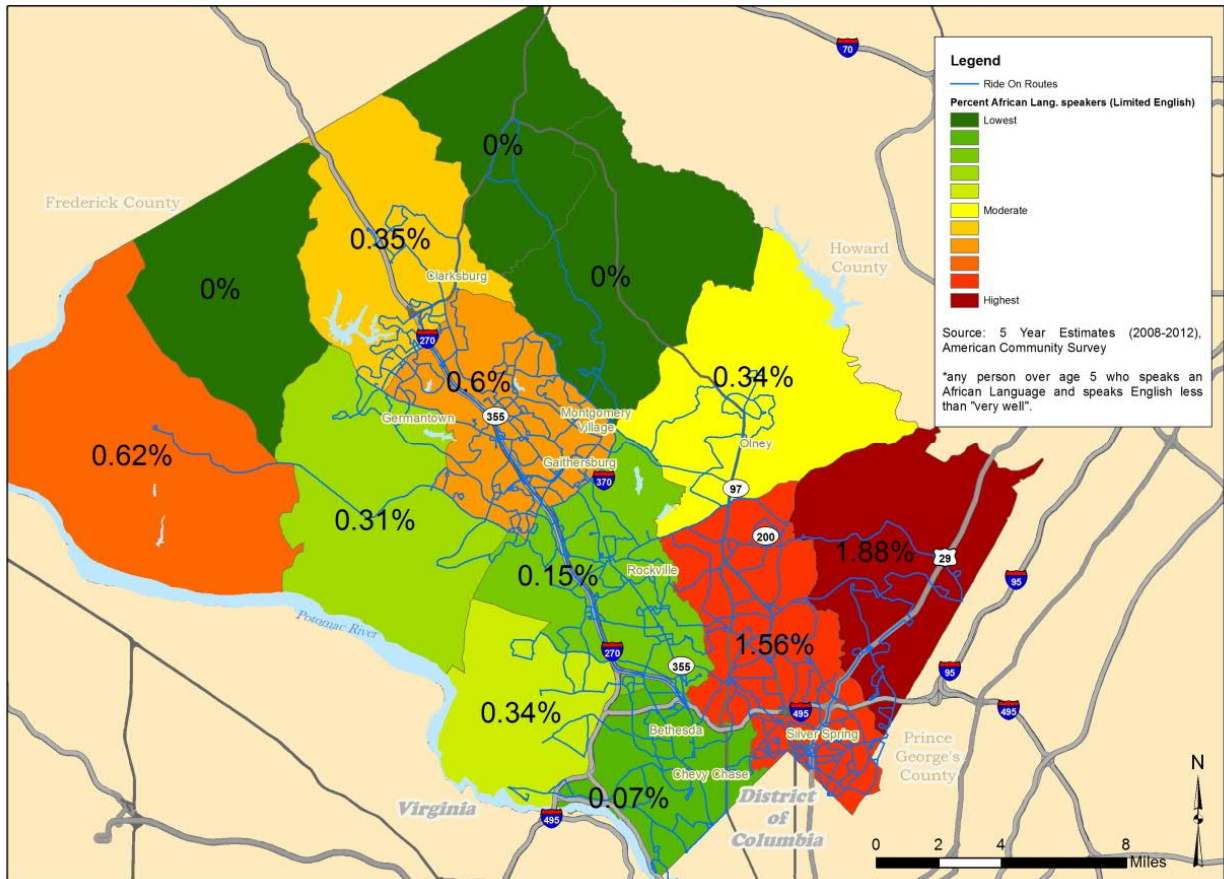 70
Legend
Ride On Routes
Percent African Lang. speakers (Limited English)
Lowest
Moderate
Highest
Source: 5 Year Estimates (2008-2012),
American Community Survey
*any person over age 5 who speaks an
African Language and speaks English less
than "very well".
0%
Frederick County
0.35%
Howard
County
Clarksburg
0%
0%
270
0.6%
0.34%
Germantown
355
Montgomery
Village
Olney
0.62%
Gaithersburg
370
97
0.31%
200
1.88%
29
95
0.15%
Rockville
Potomac River
270
355
1.56%
95
0.34%
495
495
Bethesda
Silver Spring
Prince
George's
County
Chevy Chase
0.07%
Virginia
495
District
of
Columbia
N
0 2 4 8
Miles